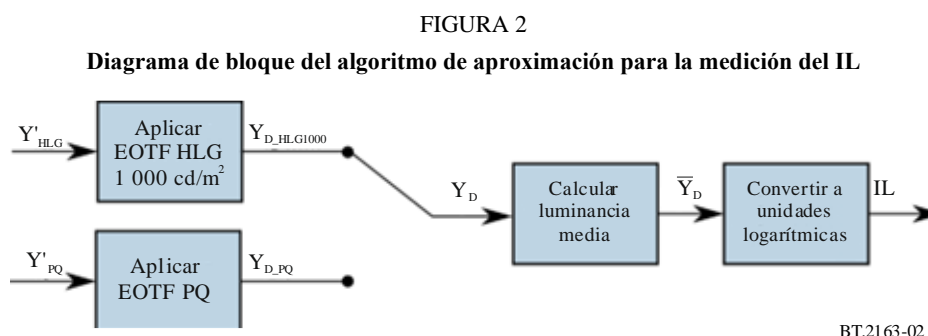 FIGURA 2
Diagrama de bloque del algoritmo de aproximación para la medición del IL
Y'HLG
Aplicar
EOTF HLG
1 000 cd/m²
YD_HLG1000
YD
Calcular
luminancia
media
Y̅D
Convertir a
unidades
logarítmicas
IL
Y'PQ
Aplicar
EOTF PQ
YD_PQ
BT.2163-02